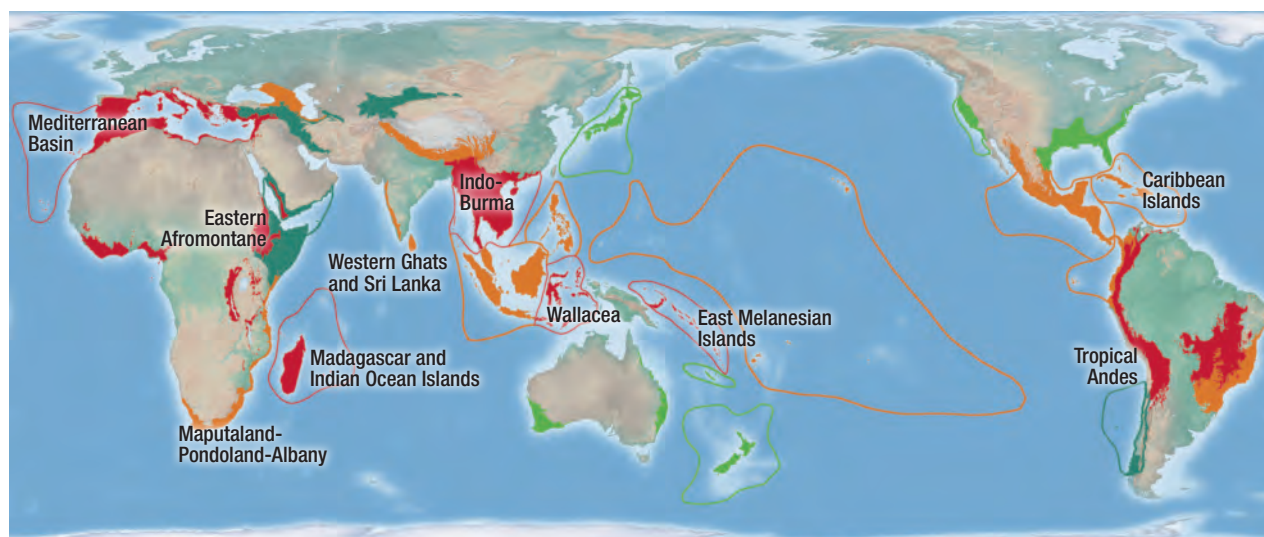 Mediterranean
Basin
Indo-
Burma
Caribbean
Islands
Eastern
Afromontane
Western Ghats
and Sri Lanka
Wallacea
East Melanesian
Islands
Madagascar and
Indian Ocean Islands
Tropical
Andes
Maputaland-
Pondoland-Albany